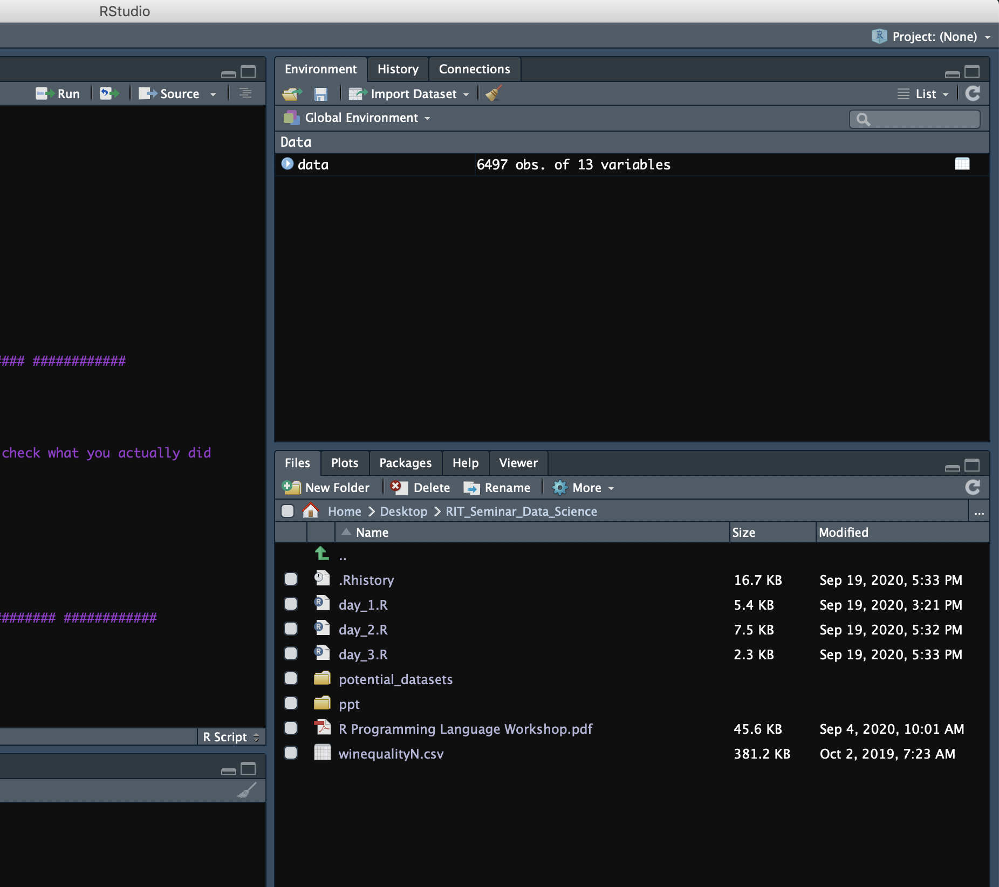 RStudio
Project: (None)
Run
Source
#### ############
check what you actually did
######## ############
R Script
Environment
History
Connections
Import Dataset
List
Global Environment
Data
data 6497 obs. of 13 variables
Files
Plots
Packages
Help
Viewer
New Folder
Delete
Rename
More
Home
Desktop
RIT_Seminar_Data_Science
...
Name Size Modified
..
.Rhistory 16.7 KB Sep 19, 2020, 5:33 PM
day_1.R 5.4 KB Sep 19, 2020, 3:21 PM
day_2.R 7.5 KB Sep 19, 2020, 5:32 PM
day_3.R 2.3 KB Sep 19, 2020, 5:33 PM
potential_datasets
ppt
R Programming Language Workshop.pdf 45.6 KB Sep 4, 2020, 10:01 AM
winequalityN.csv 381.2 KB Oct 2, 2019, 7:23 AM